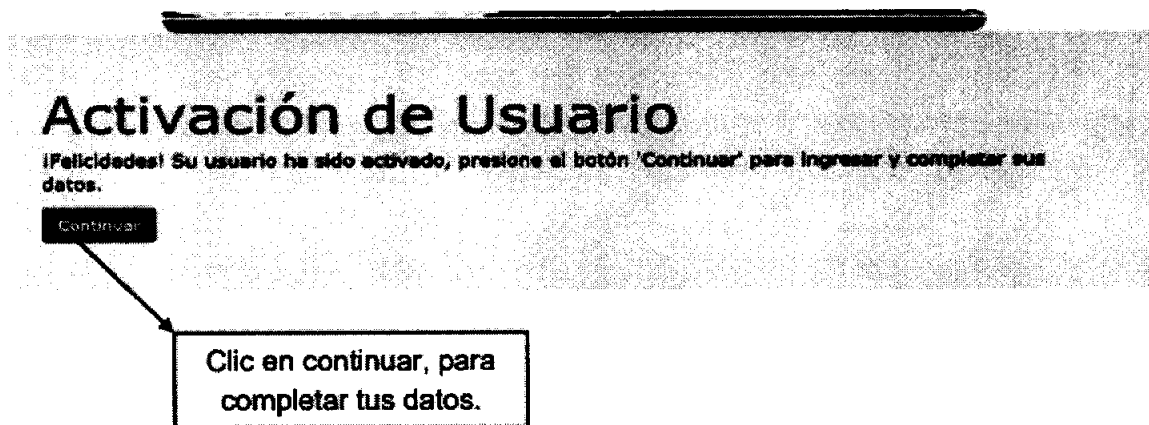 Activación de Usuario
¡Felicidades! Su usuario ha sido activado, presione el botón 'Continuar' para ingresar y completar sus
datos.
Continuar
Clic en continuar, para
completar tus datos.